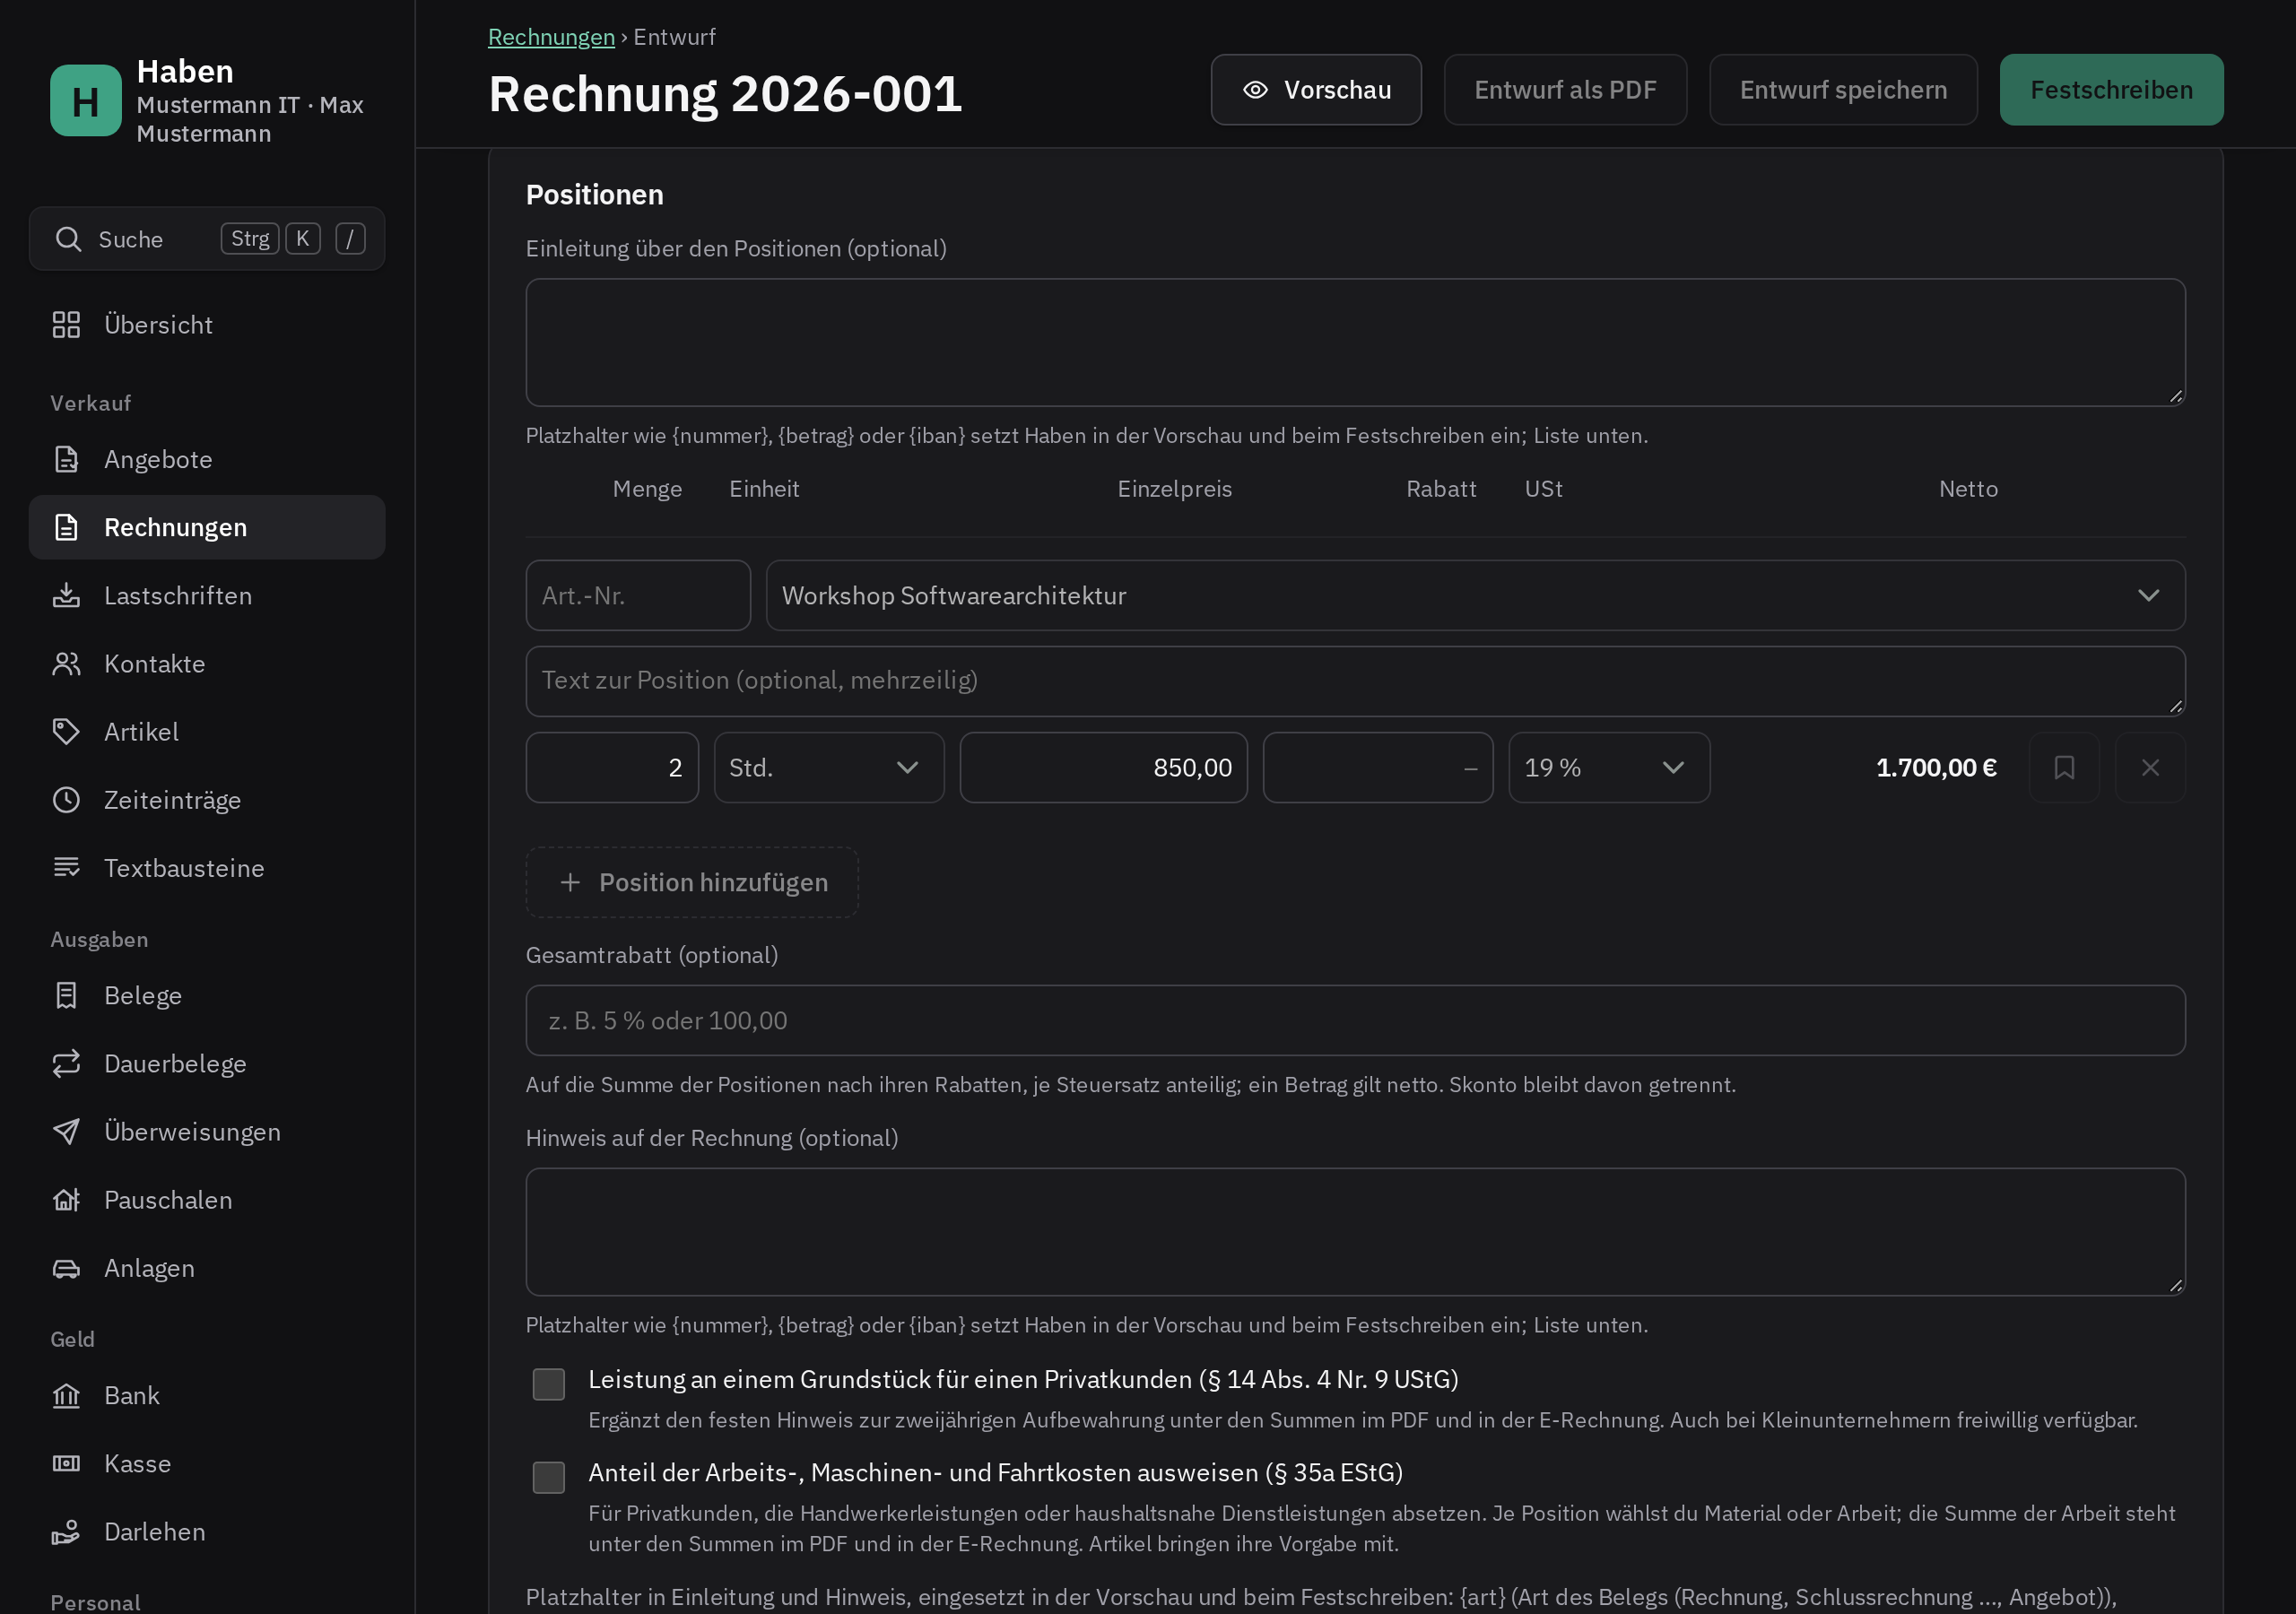 H
Haben
Mustermann IT · Max
Mustermann
Suche
Strg K /
Übersicht
Verkauf
Angebote
Rechnungen
Lastschriften
Kontakte
Artikel
Zeiteinträge
Textbausteine
Ausgaben
Belege
Dauerbelege
Überweisungen
Pauschalen
Anlagen
Geld
Bank
Kasse
Darlehen
Personal
Rechnungen › Entwurf
Rechnung 2026-001
Vorschau
Entwurf als PDF
Entwurf speichern
Festschreiben
Positionen
Einleitung über den Positionen (optional)
Platzhalter wie {nummer}, {betrag} oder {iban} setzt Haben in der Vorschau und beim Festschreiben ein; Liste unten.
Menge Einheit Einzelpreis Rabatt USt Netto
Art.-Nr. Workshop Softwarearchitektur
Text zur Position (optional, mehrzeilig)
2 Std. 850,00 – 19 % 1.700,00 €
Position hinzufügen
Gesamtrabatt (optional)
z. B. 5 % oder 100,00
Auf die Summe der Positionen nach ihren Rabatten, je Steuersatz anteilig; ein Betrag gilt netto. Skonto bleibt davon getrennt.
Hinweis auf der Rechnung (optional)
Platzhalter wie {nummer}, {betrag} oder {iban} setzt Haben in der Vorschau und beim Festschreiben ein; Liste unten.
Leistung an einem Grundstück für einen Privatkunden (§ 14 Abs. 4 Nr. 9 UStG)
Ergänzt den festen Hinweis zur zweijährigen Aufbewahrung unter den Summen im PDF und in der E-Rechnung. Auch bei Kleinunternehmern freiwillig verfügbar.
Anteil der Arbeits-, Maschinen- und Fahrtkosten ausweisen (§ 35a EStG)
Für Privatkunden, die Handwerkerleistungen oder haushaltsnahe Dienstleistungen absetzen. Je Position wählst du Material oder Arbeit; die Summe der Arbeit steht
unter den Summen im PDF und in der E-Rechnung. Artikel bringen ihre Vorgabe mit.
Platzhalter in Einleitung und Hinweis, eingesetzt in der Vorschau und beim Festschreiben: {art} (Art des Belegs (Rechnung, Schlussrechnung …, Angebot)),